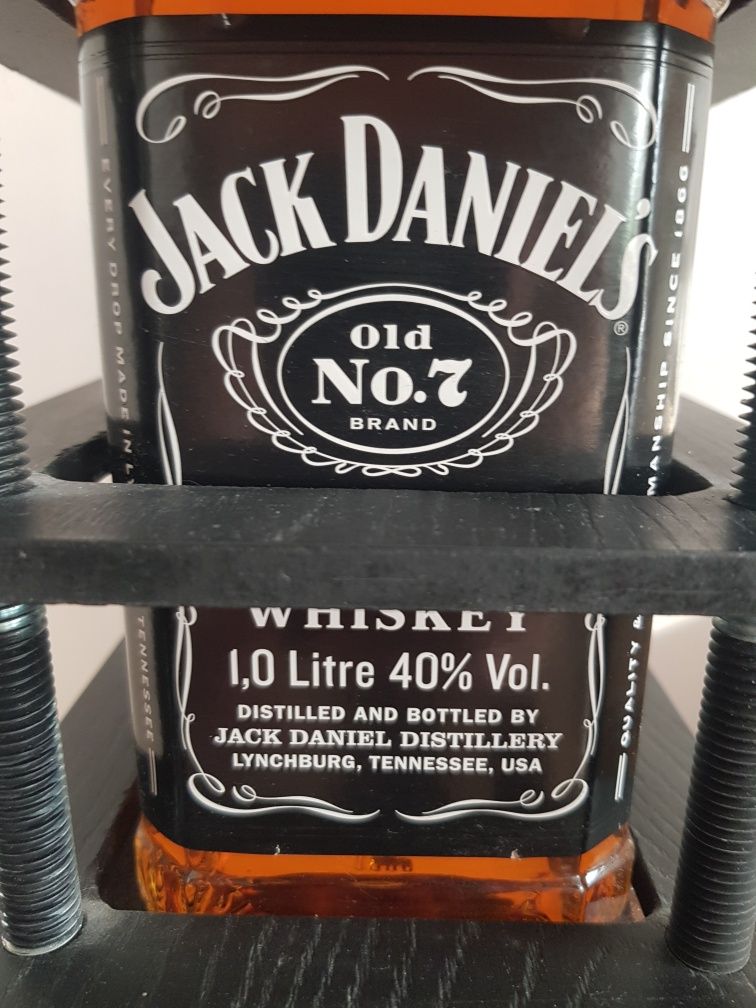 JACK DANIEL'S
®
Old
No.7
BRAND
WHISKEY
1,0 Litre 40% Vol.
DISTILLED AND BOTTLED BY
JACK DANIEL DISTILLERY
LYNCHBURG, TENNESSEE, USA
EVERY DROP MADE IN
TENNESSEE
QUALITY
SINCE 1866